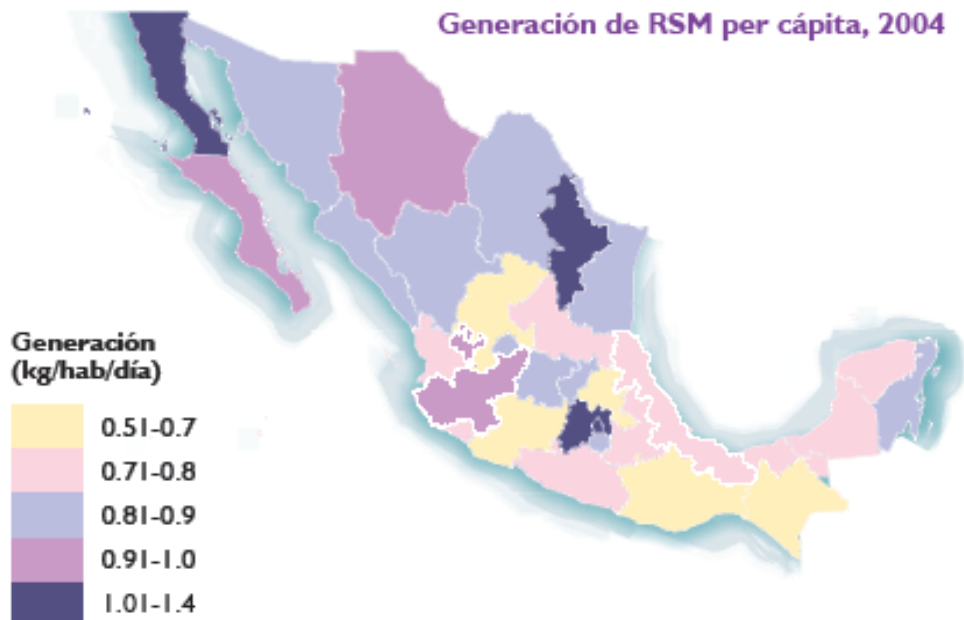 Generación de RSM per cápita, 2004
Generación
(kg/hab/día)
0.51-0.7
0.71-0.8
0.81-0.9
0.91-1.0
1.01-1.4